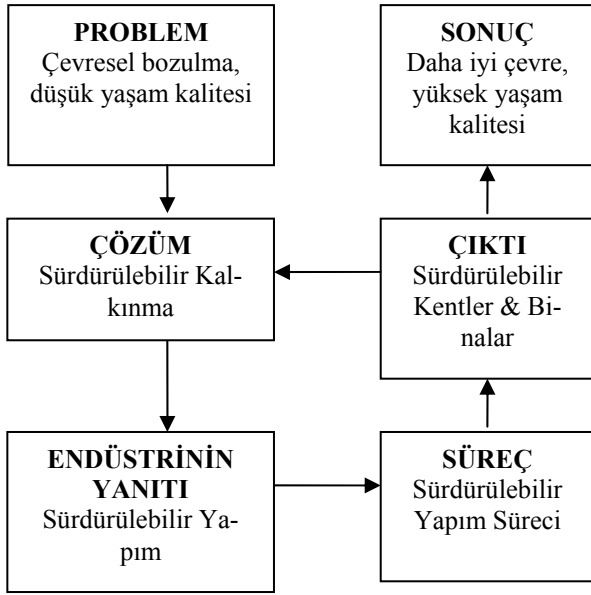 PROBLEM
Çevresel bozulma,
düşük yaşam kalitesi
SONUÇ
Daha iyi çevre,
yüksek yaşam
kalitesi
ÇÖZÜM
Sürdürülebilir Kal-
kınma
ÇIKTI
Sürdürülebilir
Kentler & Bi-
nalar
ENDÜSTRİNİN
YANITI
Sürdürülebilir Ya-
pım
SÜREÇ
Sürdürülebilir
Yapım Süreci